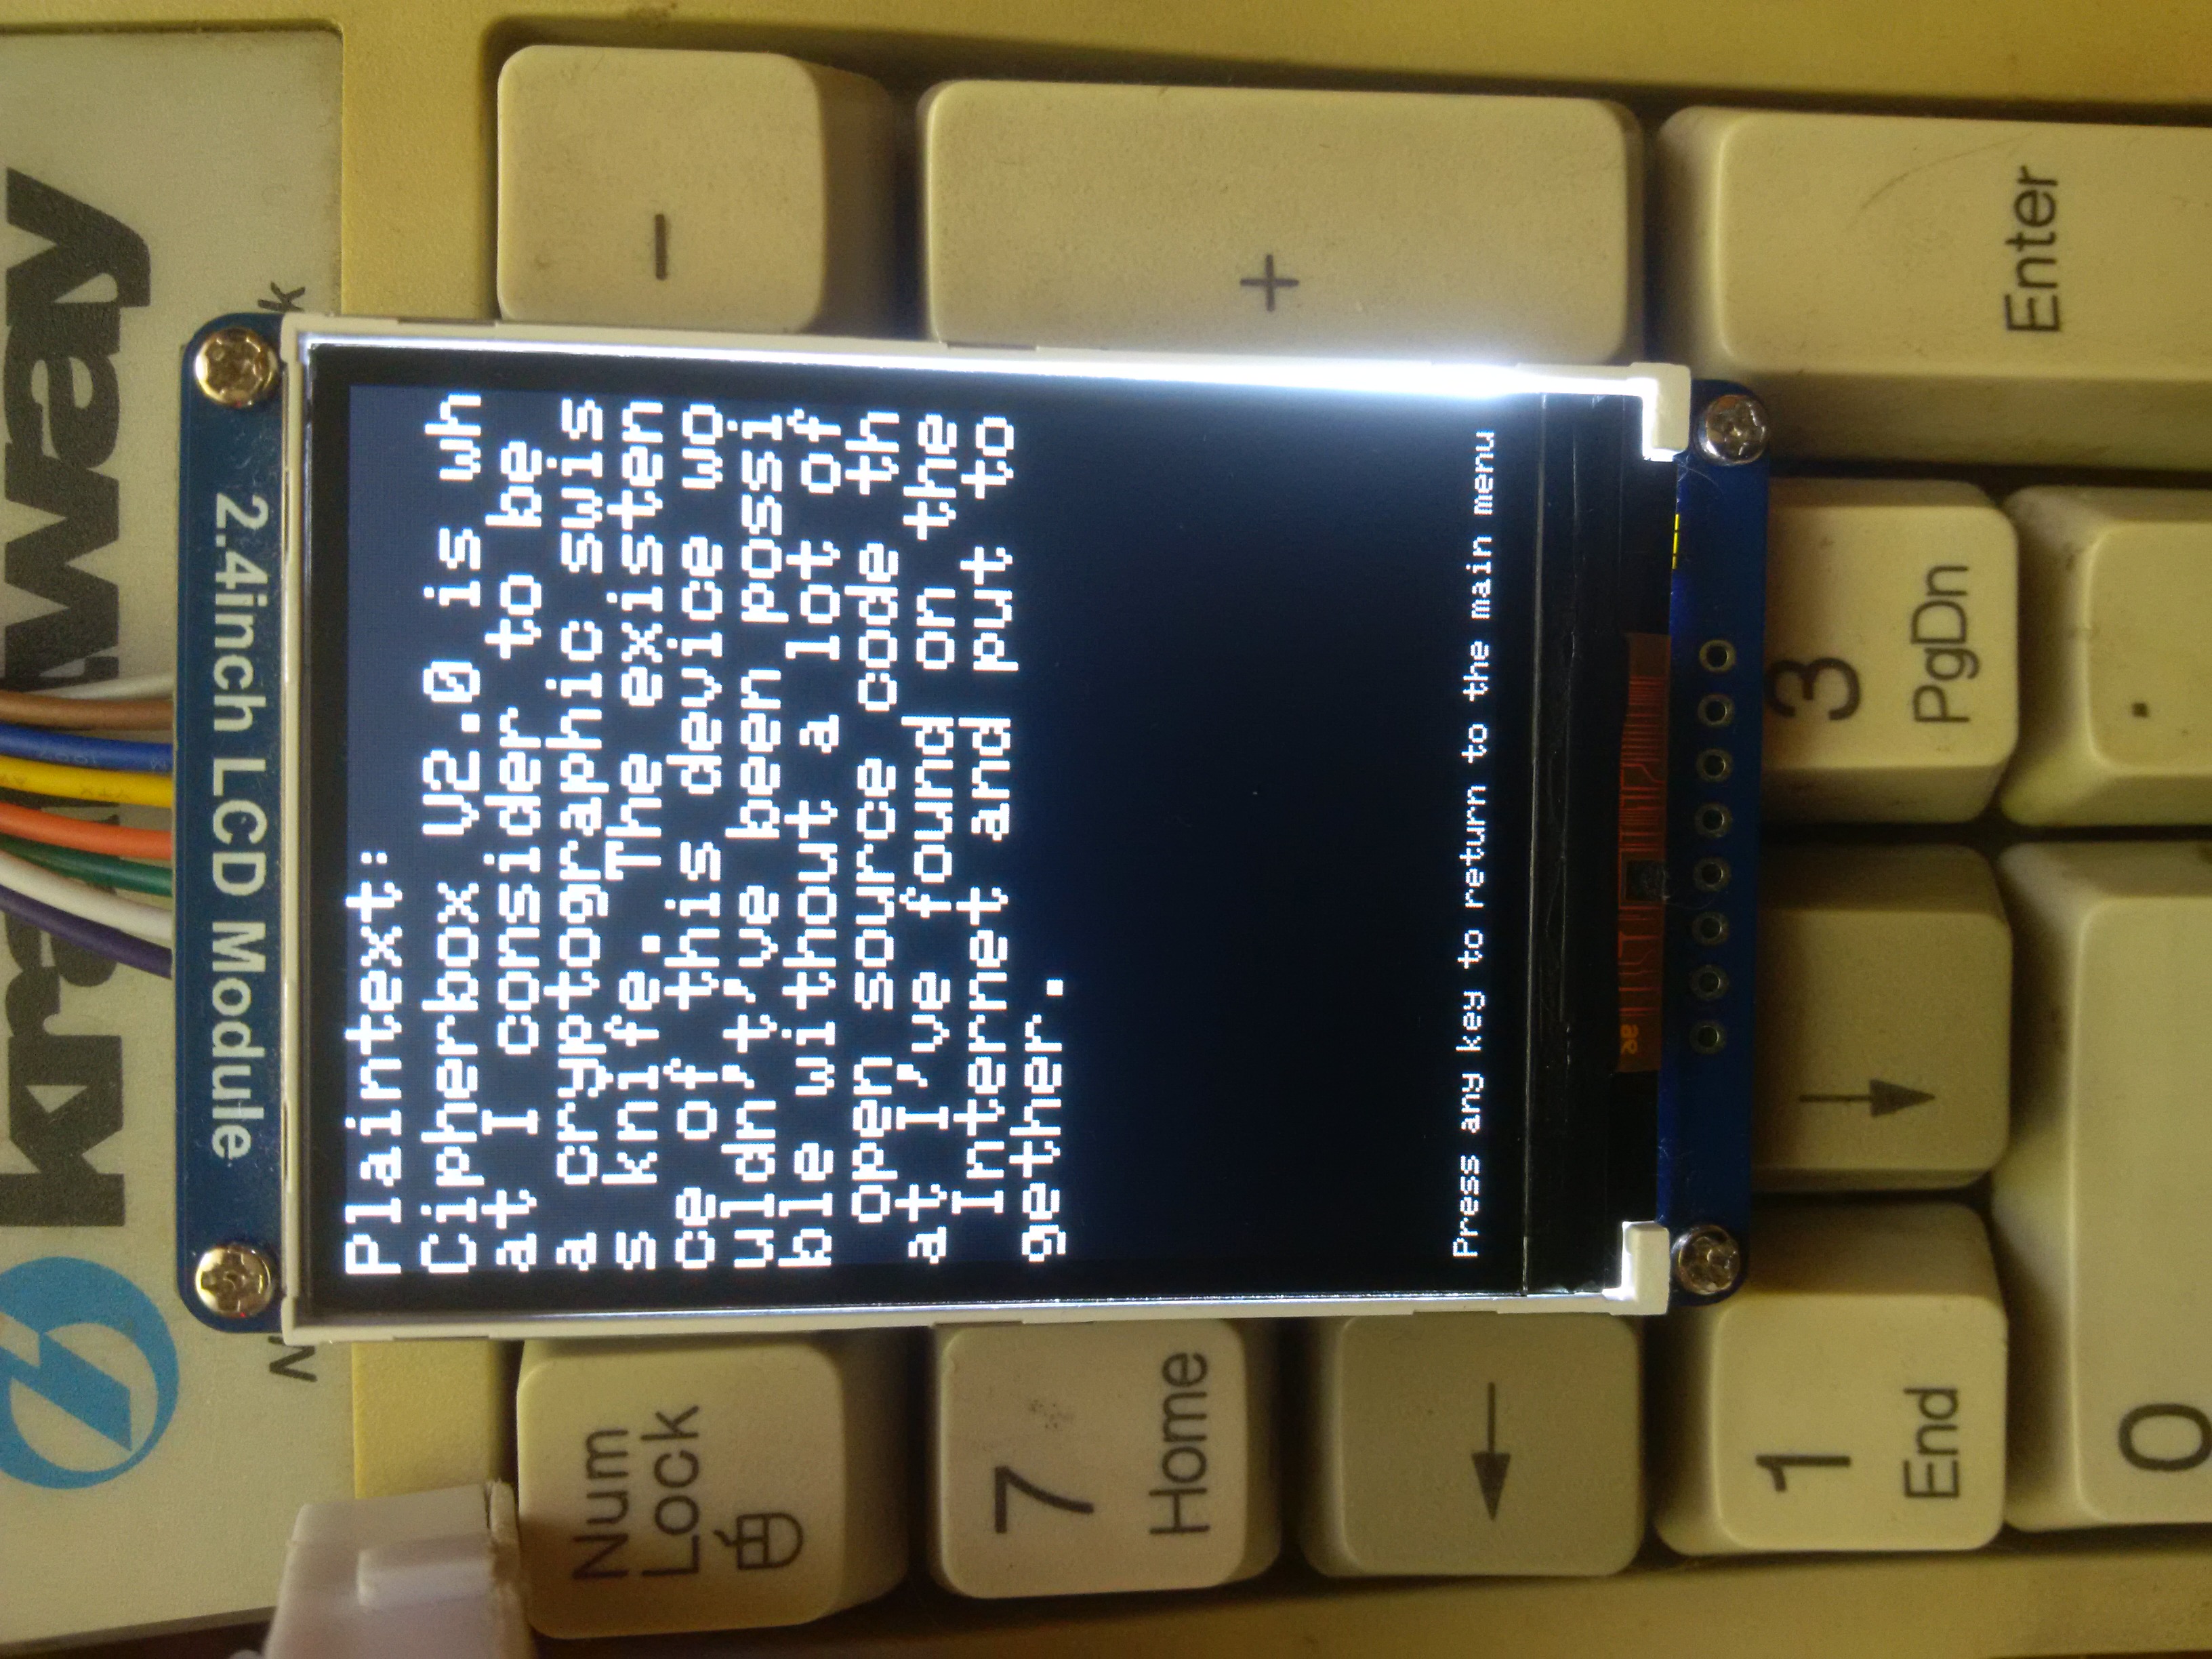 kraftway
2.4inch LCD Module
Plaintext:
Cipherbox V2.0 is wh
at I consider to be
a cryptographic swis
s knife. The existen
ce of this device wo
uldn't've been possi
ble without a lot of
open source code th
at I've found on the
Internet and put to
gether.
Press any key to return to the main menu
Num
Lock
-
7
Home
+
←
1
End
↓
3
PgDn
Enter
0
.